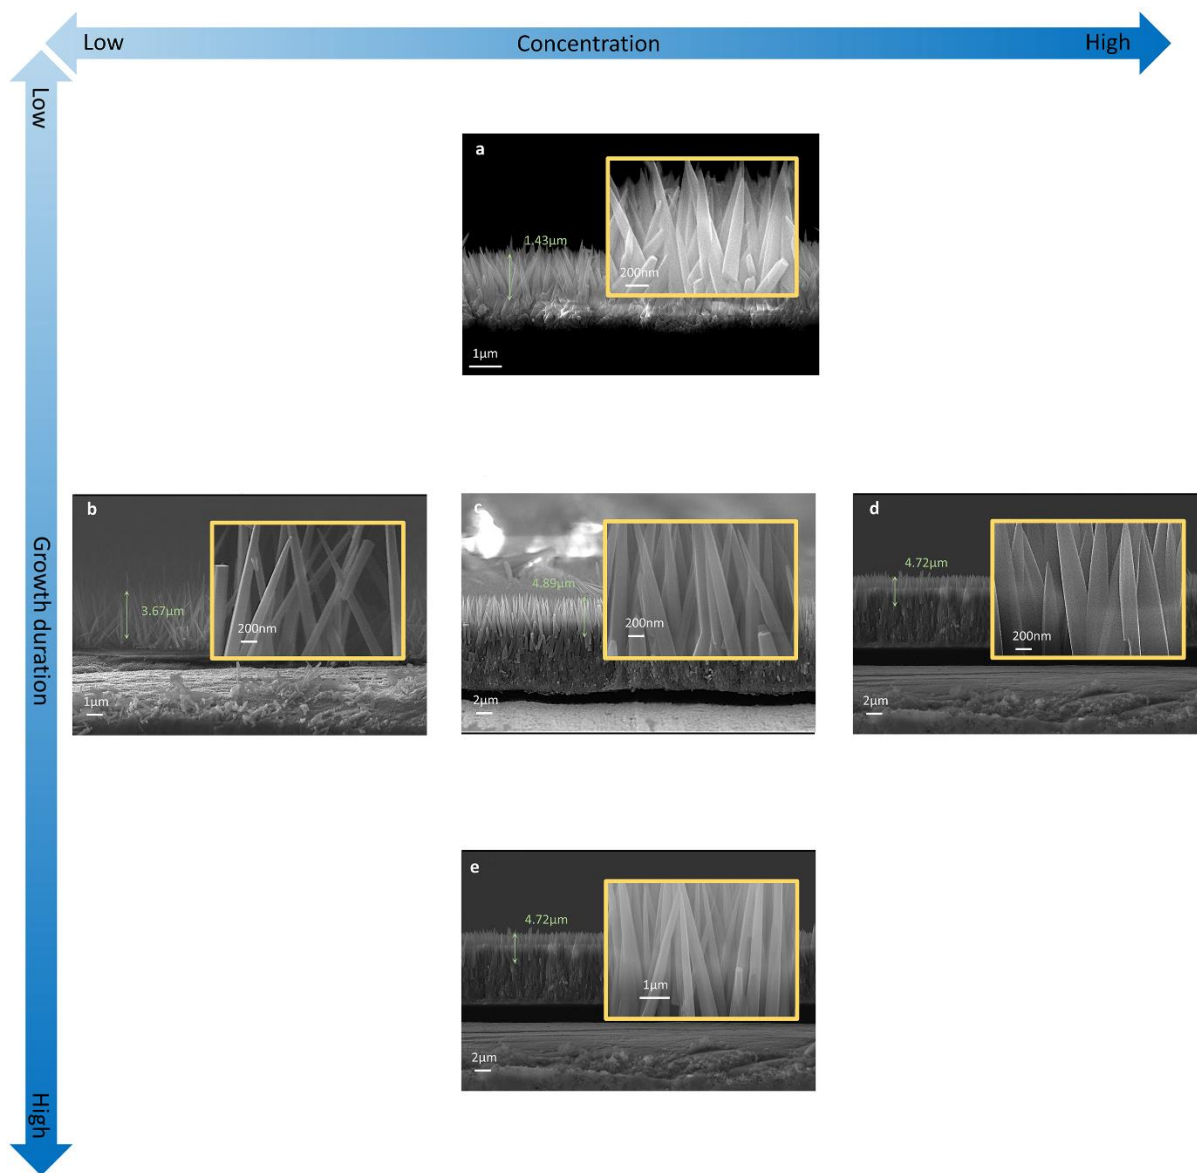 Low
Concentration
High
Low
Growth duration
High
a
1.43µm
200nm
1µm
b
3.67µm
200nm
1µm
c
4.89µm
200nm
2µm
d
4.72µm
200nm
2µm
e
4.72µm
1µm
2µm